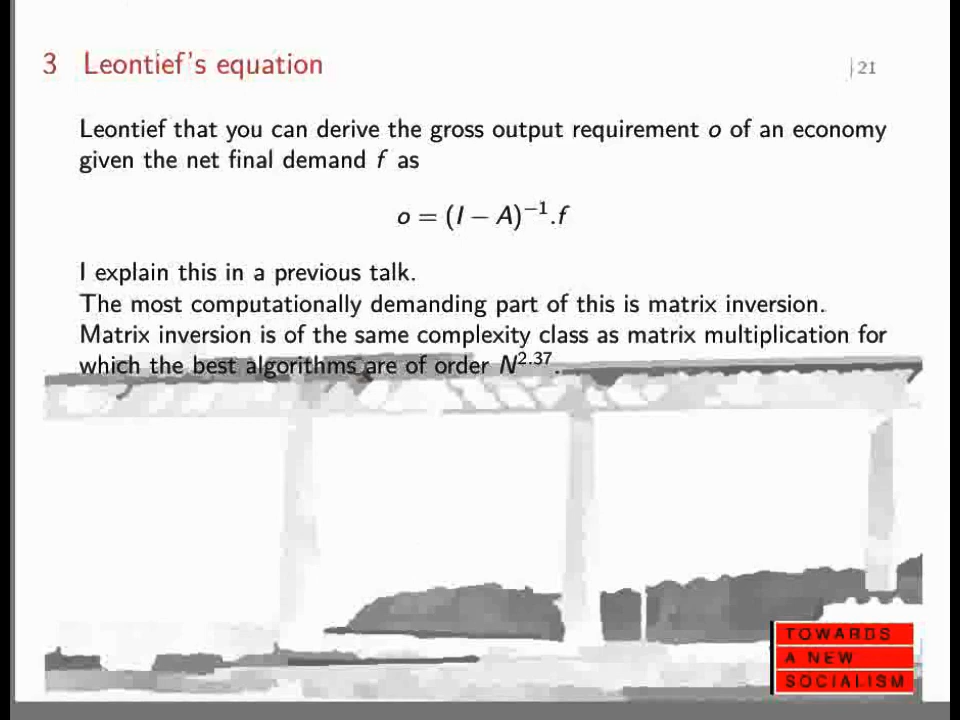 3 Leontief's equation
21
Leontief that you can derive the gross output requirement o of an economy
given the net final demand f as
o = (I − A)⁻¹.f
I explain this in a previous talk.
The most computationally demanding part of this is matrix inversion.
Matrix inversion is of the same complexity class as matrix multiplication for
which the best algorithms are of order N²·³⁷.
TOWARDS
A NEW
SOCIALISM